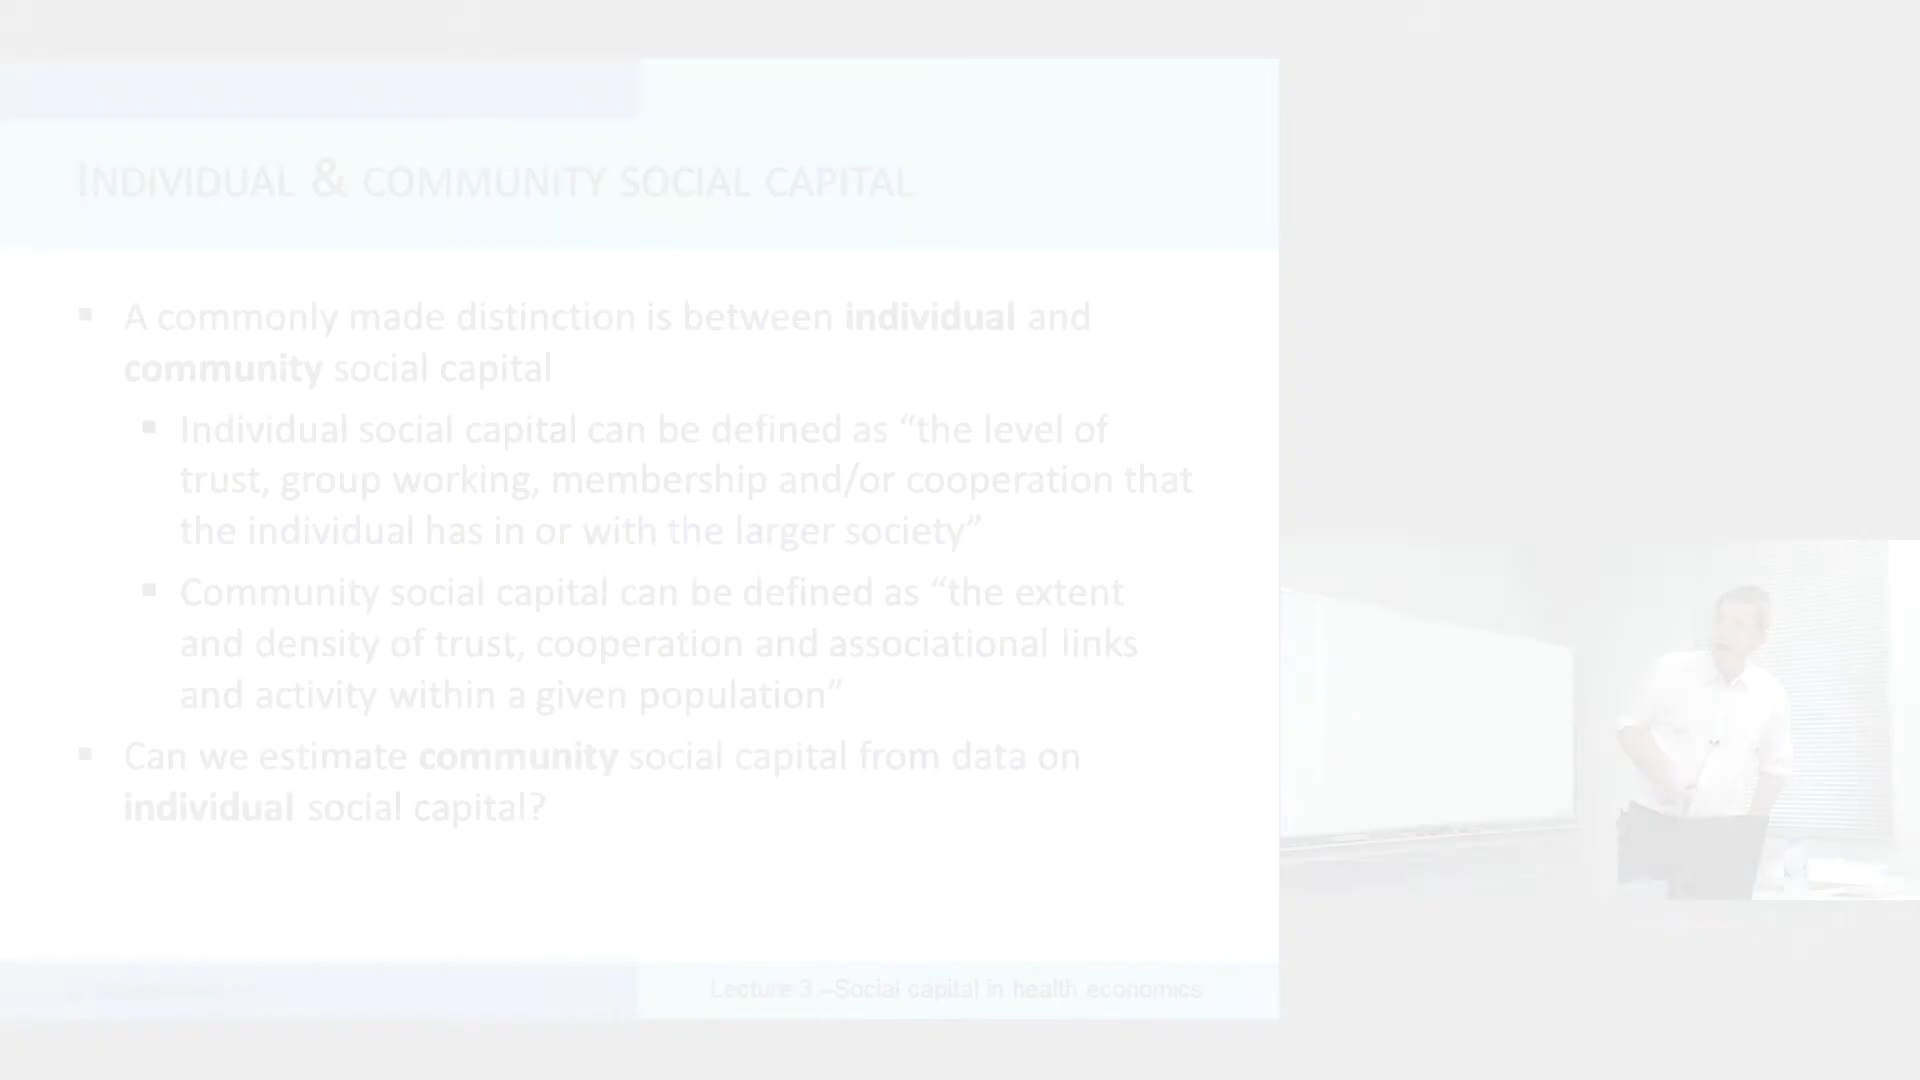 INDIVIDUAL & COMMUNITY SOCIAL CAPITAL
▪ A commonly made distinction is between individual and
community social capital
▪ Individual social capital can be defined as “the level of
trust, group working, membership and/or cooperation that
the individual has in or with the larger society”
▪ Community social capital can be defined as “the extent
and density of trust, cooperation and associational links
and activity within a given population”
▪ Can we estimate community social capital from data on
individual social capital?
Lecture 3 –Social capital in health economics